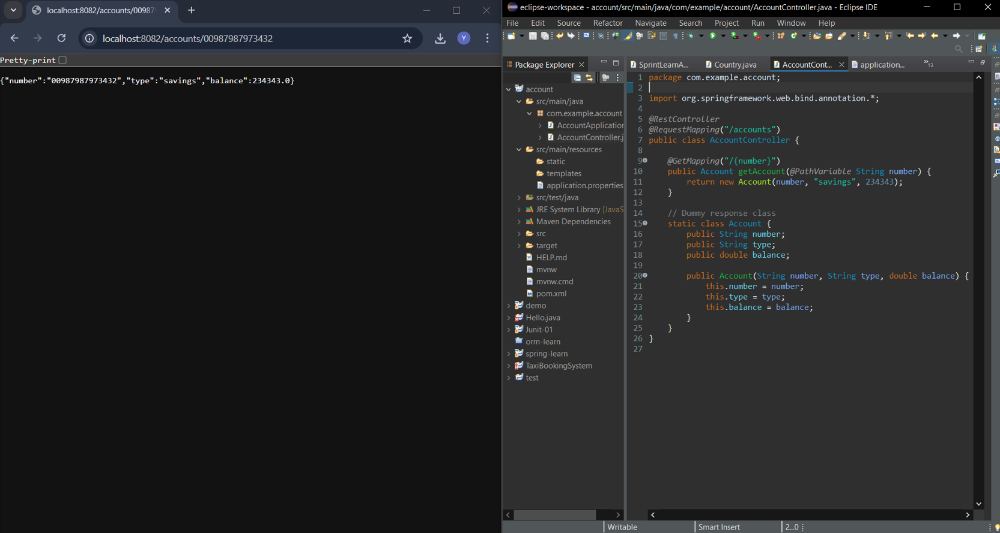 localhost:8082/accounts/00987
localhost:8082/accounts/00987987973432
Y
Pretty-print
{"number":"00987987973432","type":"savings","balance":234343.0}
eclipse-workspace - account/src/main/java/com/example/account/AccountController.java - Eclipse IDE
File Edit Source Refactor Navigate Search Project Run Window Help
Package Explorer
account
src/main/java
com.example.account
AccountApplication
AccountController.j
src/main/resources
static
templates
application.properties
src/test/java
JRE System Library [JavaS
Maven Dependencies
src
target
HELP.md
mvnw
mvnw.cmd
pom.xml
demo
Hello.java
Junit-01
orm-learn
spring-learn
TaxiBookingSystem
test
SprintLearnA... Country.java AccountCont... application... »13
1 package com.example.account;
2
3 import org.springframework.web.bind.annotation.*;
4
5 @RestController
6 @RequestMapping("/accounts")
7 public class AccountController {
8
9 @GetMapping("/{number}")
10 public Account getAccount(@PathVariable String number) {
11 return new Account(number, "savings", 234343);
12 }
13
14 // Dummy response class
15 static class Account {
16 public String number;
17 public String type;
18 public double balance;
19
20 public Account(String number, String type, double balance) {
21 this.number = number;
22 this.type = type;
23 this.balance = balance;
24 }
25 }
26 }
27
Writable Smart Insert 2...0